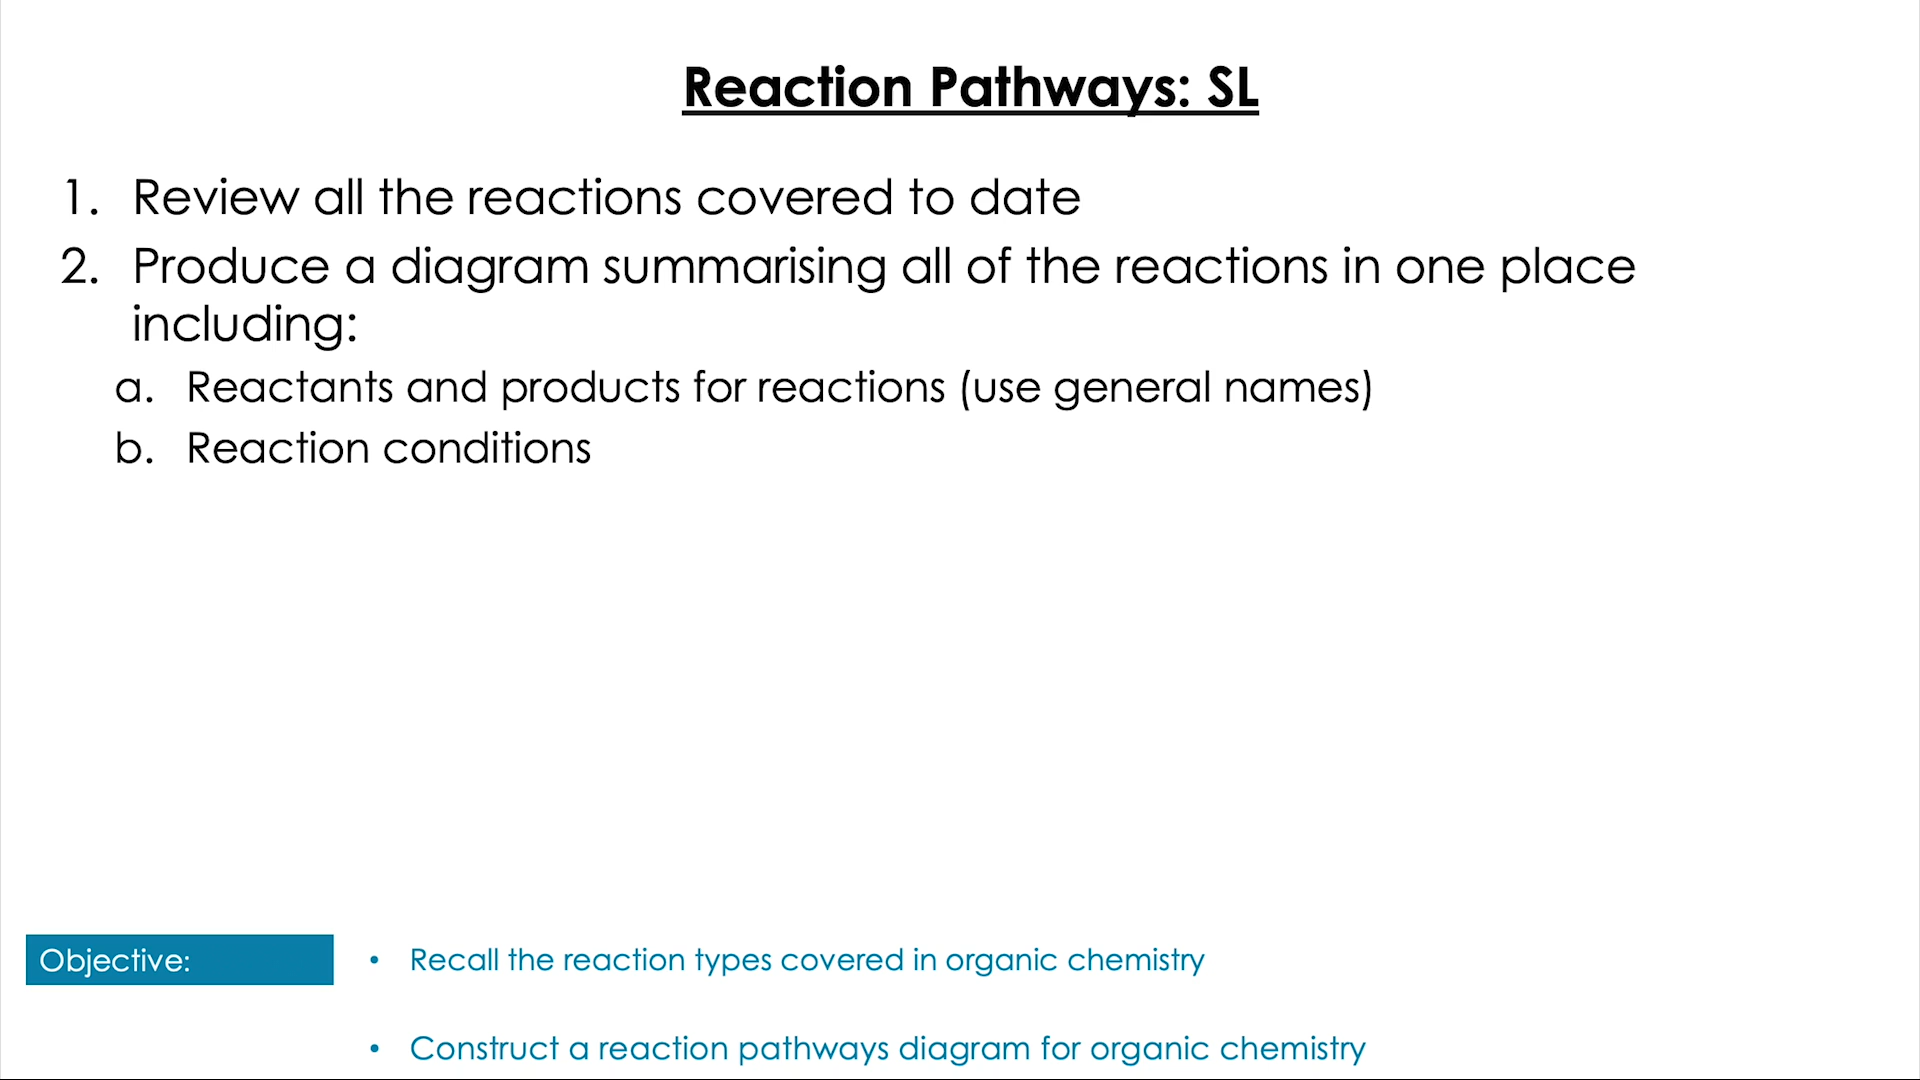 Reaction Pathways: SL
1. Review all the reactions covered to date
2. Produce a diagram summarising all of the reactions in one place
including:
a. Reactants and products for reactions (use general names)
b. Reaction conditions
Objective:
• Recall the reaction types covered in organic chemistry
• Construct a reaction pathways diagram for organic chemistry